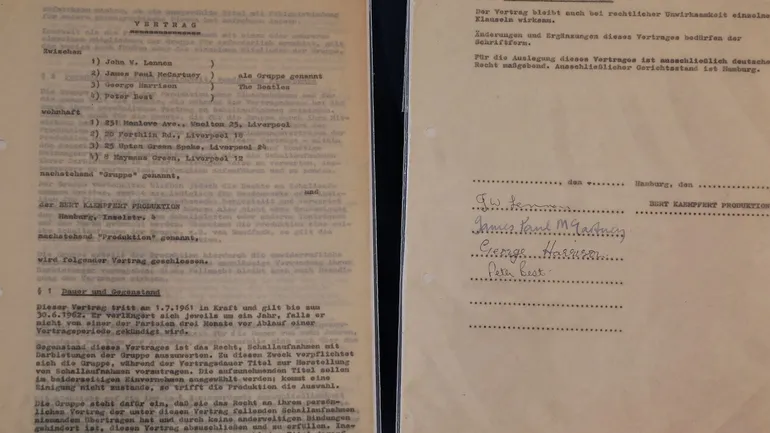 VERTRAG
Zwischen
1) John W. Lennon )
2) James Paul McCartney ) als Gruppe genannt
3) George Harrison ) The Beatles
4) Peter Best )
wohnhaft
1) 251 Menlove Ave., Woolton 25, Liverpool
2) 20 Forthlin Rd., Liverpool 18
3) 25 Upton Green Speke, Liverpool 24
4) 8 Haymans Green, Liverpool 12
nachstehend "Gruppe" genannt,
und
der BERT KAEMPFERT PRODUKTION
Hamburg, Inselstr. 4
nachstehend "Produktion" genannt,
wird folgender Vertrag geschlossen.
§ 1 Dauer und Gegenstand
Dieser Vertrag tritt am 1.7.1961 in Kraft und gilt bis zum
30.6.1962. Er verlängert sich jeweils um ein Jahr, falls er
nicht von einer der Parteien drei Monate vor Ablauf einer
Vertragsperiode gekündigt wird.
Gegenstand dieses Vertrages ist das Recht, Schallaufnahmen mit
Darbietungen der Gruppe auszuwerten. Zu diesem Zweck verpflichtet
sich die Gruppe, während der Vertragsdauer Titel zur Herstellung
von Schallaufnahmen vorzutragen. Die aufzunehmenden Titel sollen
im beiderseitigen Einvernehmen ausgewählt werden; kommt eine
Einigung nicht zustande, so trifft die Produktion die Auswahl.
Die Gruppe steht dafür ein, daß sie das Recht an ihrem persön-
lichen Vortrag der unter diesen Vertrag fallenden Schallaufnahmen
niemandem übertragen hat und durch keine anderweitigen Bindungen
gehindert ist, diesen Vertrag abzuschließen und zu erfüllen. Ins-
Der Vertrag bleibt auch bei rechtlicher Unwirksamkeit einzelne
Klauseln wirksam.
Änderungen und Ergänzungen dieses Vertrages bedürfen der
Schriftform.
Für die Auslegung dieses Vertrages ist ausschließlich deutsche
Recht maßgebend. Ausschließlicher Gerichtsstand ist Hamburg.
............, den ........ Hamburg, den ..............
JW Lennon BERT KAEMPFERT PRODUKTION
James Paul McCartney
George Harrison.
Peter Best.